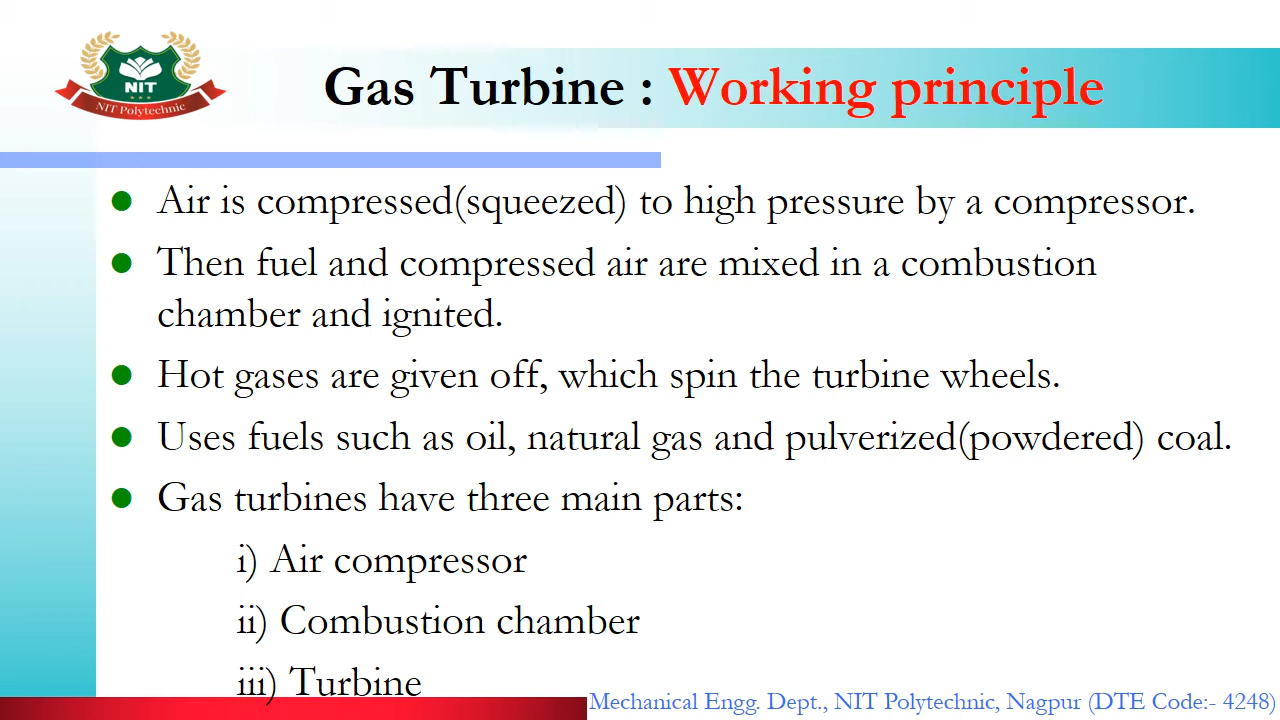 NIT
NIT Polytechnic
Gas Turbine : Working principle
Air is compressed(squeezed) to high pressure by a compressor.
Then fuel and compressed air are mixed in a combustion
chamber and ignited.
Hot gases are given off, which spin the turbine wheels.
Uses fuels such as oil, natural gas and pulverized(powdered) coal.
Gas turbines have three main parts:
i) Air compressor
ii) Combustion chamber
iii) Turbine
Mechanical Engg. Dept., NIT Polytechnic, Nagpur (DTE Code:- 4248)